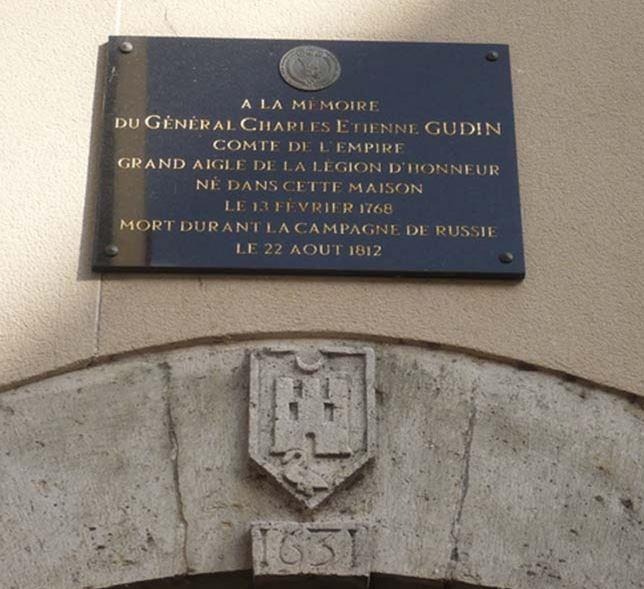 A LA MÉMOIRE
DU GÉNÉRAL CHARLES ETIENNE GUDIN
COMTE DE L'EMPIRE
GRAND AIGLE DE LA LÉGION D'HONNEUR
NÉ DANS CETTE MAISON
LE 13 FÉVRIER 1768
MORT DURANT LA CAMPAGNE DE RUSSIE
LE 22 AOUT 1812
1631